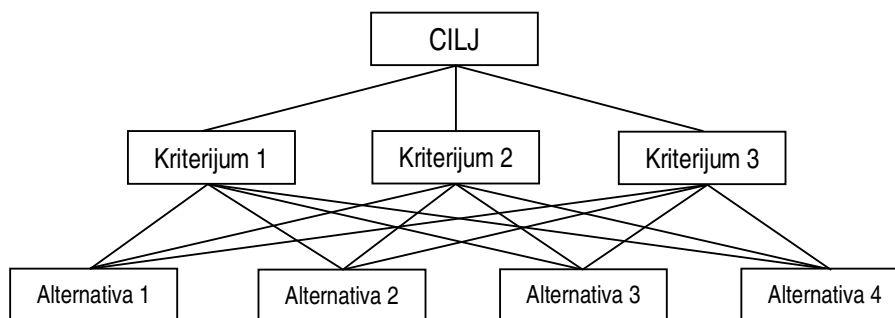 CILJ
Kriterijum 1
Kriterijum 2
Kriterijum 3
Alternativa 1
Alternativa 2
Alternativa 3
Alternativa 4